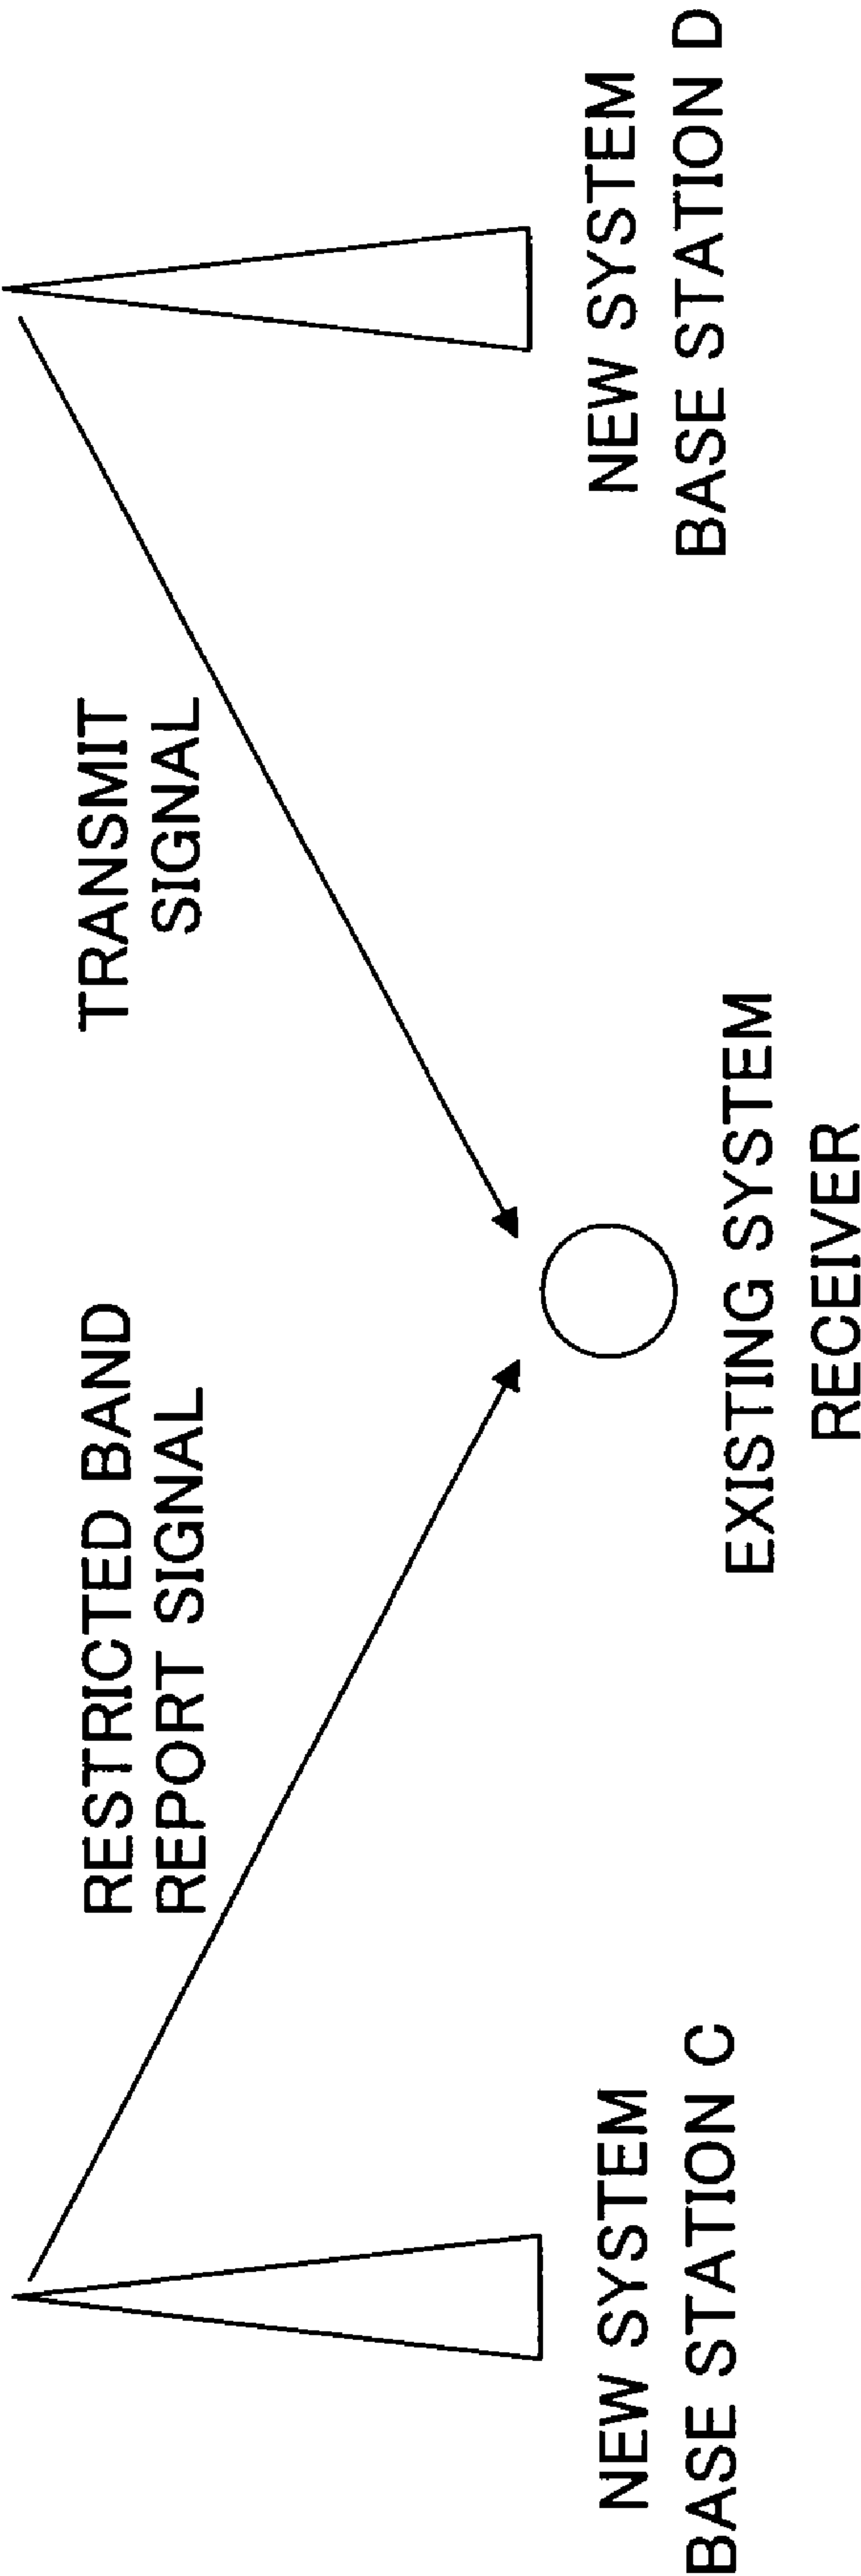 RESTRICTED BAND
REPORT SIGNAL
TRANSMIT
SIGNAL
NEW SYSTEM
BASE STATION C
EXISTING SYSTEM
RECEIVER
NEW SYSTEM
BASE STATION D